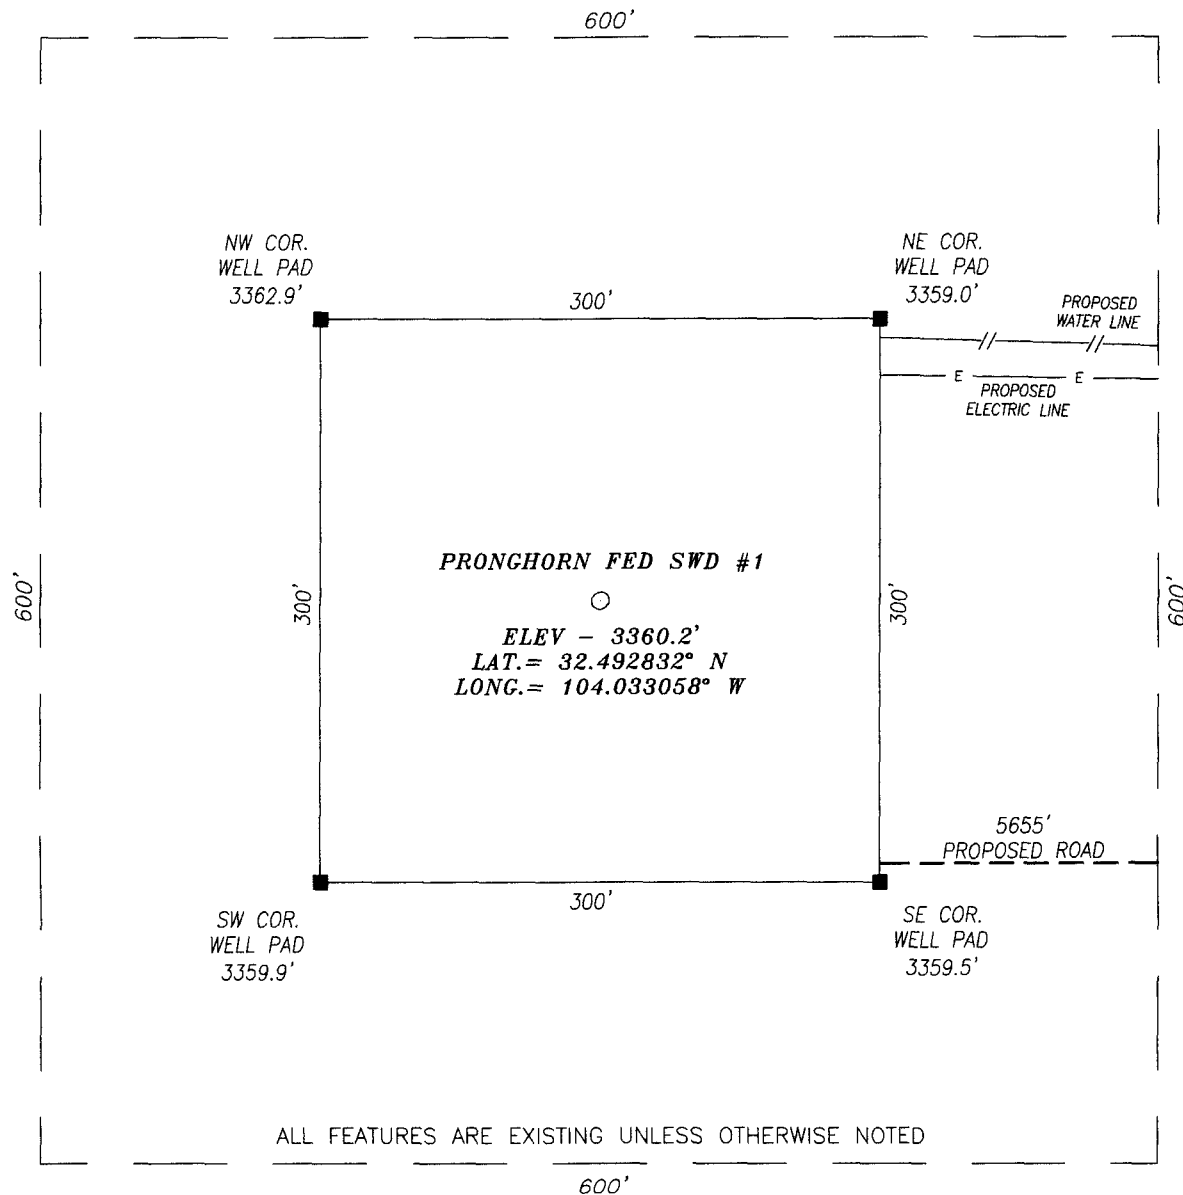 600'
NW COR.
WELL PAD
3362.9'
NE COR.
WELL PAD
3359.0'
300'
PROPOSED
WATER LINE
E
E
PROPOSED
ELECTRIC LINE
PRONGHORN FED SWD #1
600'
300'
300'
600'
ELEV - 3360.2'
LAT.= 32.492832° N
LONG.= 104.033058° W
5655'
PROPOSED ROAD
300'
SW COR.
WELL PAD
3359.9'
SE COR.
WELL PAD
3359.5'
ALL FEATURES ARE EXISTING UNLESS OTHERWISE NOTED
600'